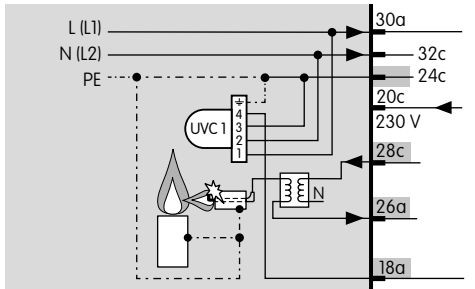 L (L1)
30a
N (L2)
32c
PE
24c
20c
230 V
UVC 1
4
3
2
1
28c
N
26a
18a